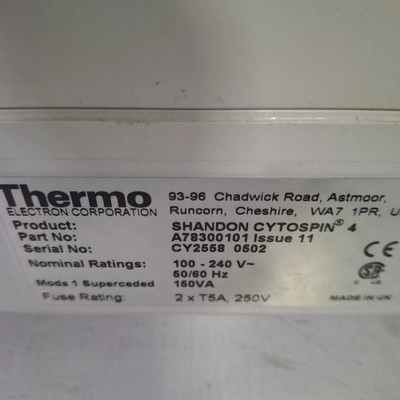 Thermo
ELECTRON CORPORATION
93-96 Chadwick Road, Astmoor,
Runcorn, Cheshire, WA7 1PR, U
Product: SHANDON CYTOSPIN® 4
Part No: A78300101 Issue 11
Serial No: CY2558 0502
Nominal Ratings: 100 - 240 V~
50/60 Hz
Mods 1 Superceded 150VA
Fuse Rating: 2 x T5A, 250V
CE
C US
MADE IN UK